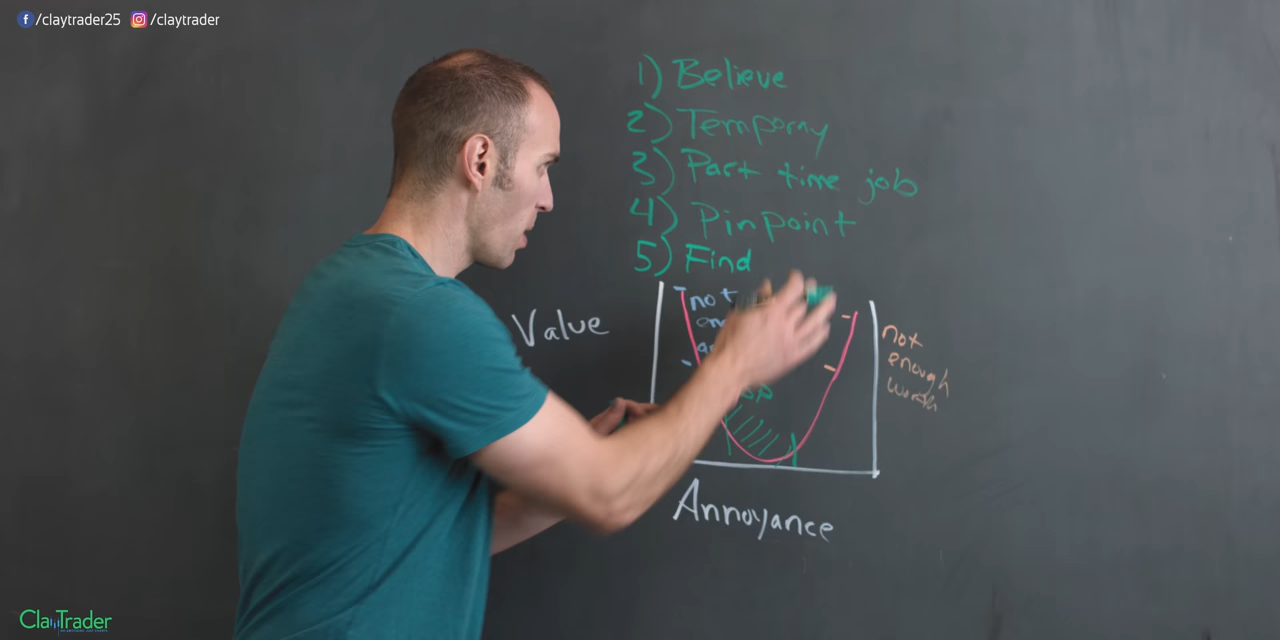 /claytrader25 /claytrader
1) Believe
2) Temporny
3) Part time job
4) Pinpoint
5) Find
Value
not
not
enough
worth
Annoyance
ClayTrader